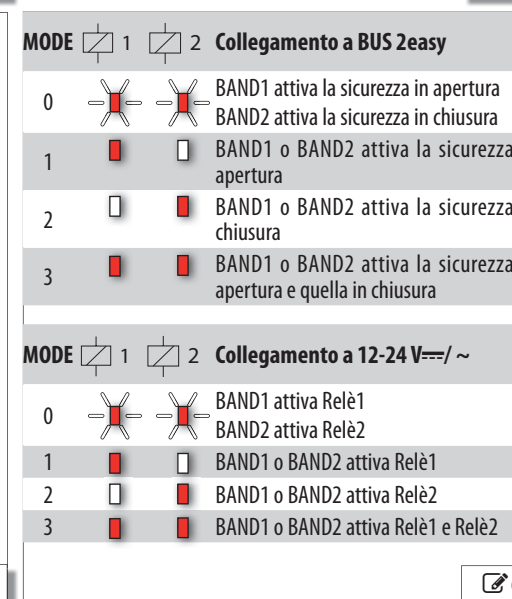 MODE 1 2 Collegamento a BUS 2easy
0 BAND1 attiva la sicurezza in apertura
BAND2 attiva la sicurezza in chiusura
1 BAND1 o BAND2 attiva la sicurezza
apertura
2 BAND1 o BAND2 attiva la sicurezza
chiusura
3 BAND1 o BAND2 attiva la sicurezza
apertura e quella in chiusura
MODE 1 2 Collegamento a 12-24 V⎓/ ~
0 BAND1 attiva Relè1
BAND2 attiva Relè2
1 BAND1 o BAND2 attiva Relè1
2 BAND1 o BAND2 attiva Relè2
3 BAND1 o BAND2 attiva Relè1 e Relè2